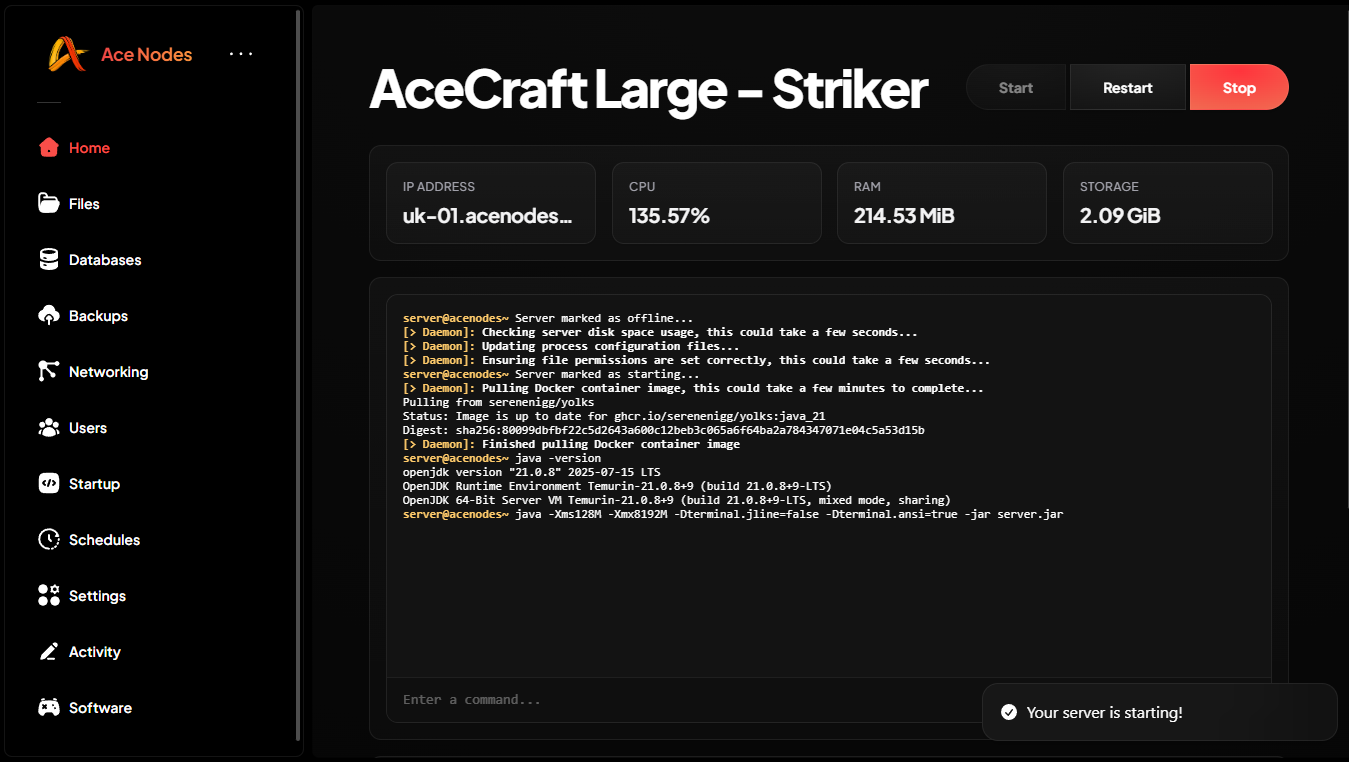 Ace Nodes
Home
Files
Databases
Backups
Networking
Users
Startup
Schedules
Settings
Activity
Software
AceCraft Large – Striker
Start
Restart
Stop
IP ADDRESS
uk-01.acenodes...
CPU
135.57%
RAM
214.53 MiB
STORAGE
2.09 GiB
server@acenodes~ Server marked as offline...
[> Daemon]: Checking server disk space usage, this could take a few seconds...
[> Daemon]: Updating process configuration files...
[> Daemon]: Ensuring file permissions are set correctly, this could take a few seconds...
server@acenodes~ Server marked as starting...
[> Daemon]: Pulling Docker container image, this could take a few minutes to complete...
Pulling from serenenigg/yolks
Status: Image is up to date for ghcr.io/serenenigg/yolks:java_21
Digest: sha256:80099dbfbf22c5d2643a600c12beb3c065a6f64ba2a784347071e04c5a53d15b
[> Daemon]: Finished pulling Docker container image
server@acenodes~ java -version
openjdk version "21.0.8" 2025-07-15 LTS
OpenJDK Runtime Environment Temurin-21.0.8+9 (build 21.0.8+9-LTS)
OpenJDK 64-Bit Server VM Temurin-21.0.8+9 (build 21.0.8+9-LTS, mixed mode, sharing)
server@acenodes~ java -Xms128M -Xmx8192M -Dterminal.jline=false -Dterminal.ansi=true -jar server.jar
Enter a command...
Your server is starting!